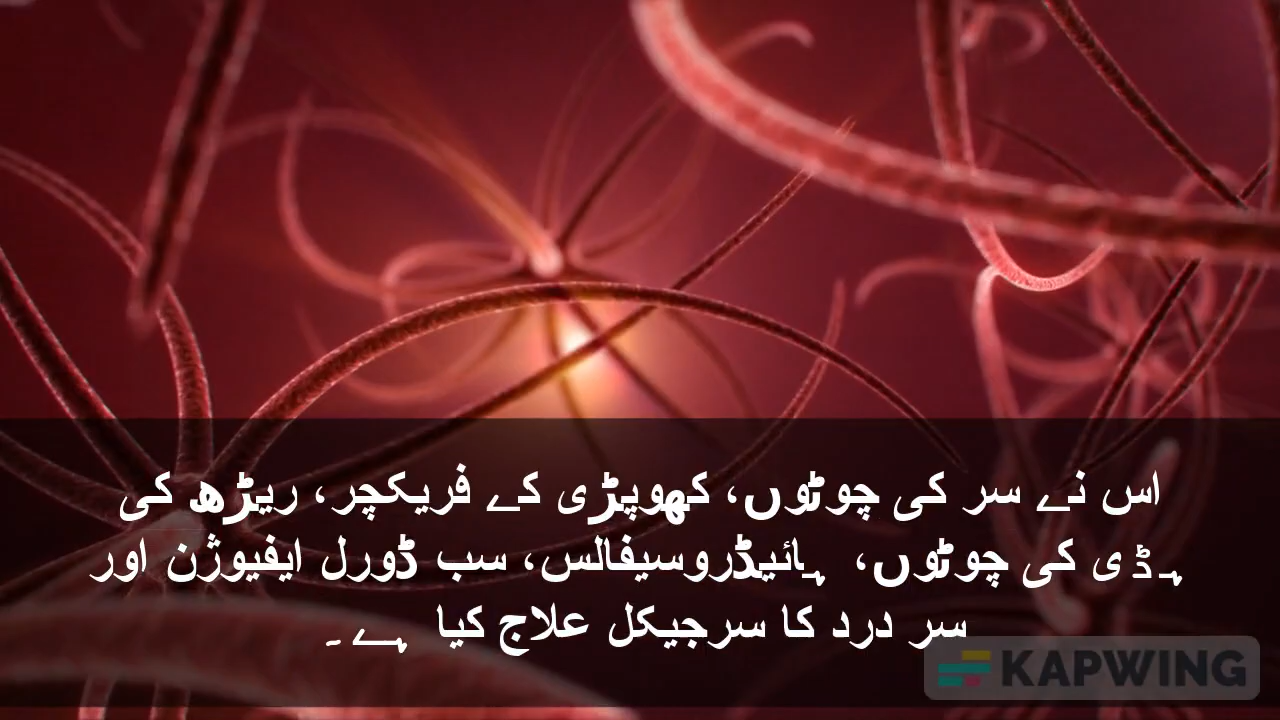 اس نے سر کی چوٹوں، کھوپڑی کے فریکچر، ریڑھ کی
ہڈی کی چوٹوں، ہائیڈروسیفالس، سب ڈورل ایفیوژن اور
سر درد کا سرجیکل علاج کیا ہے۔
KAPWING